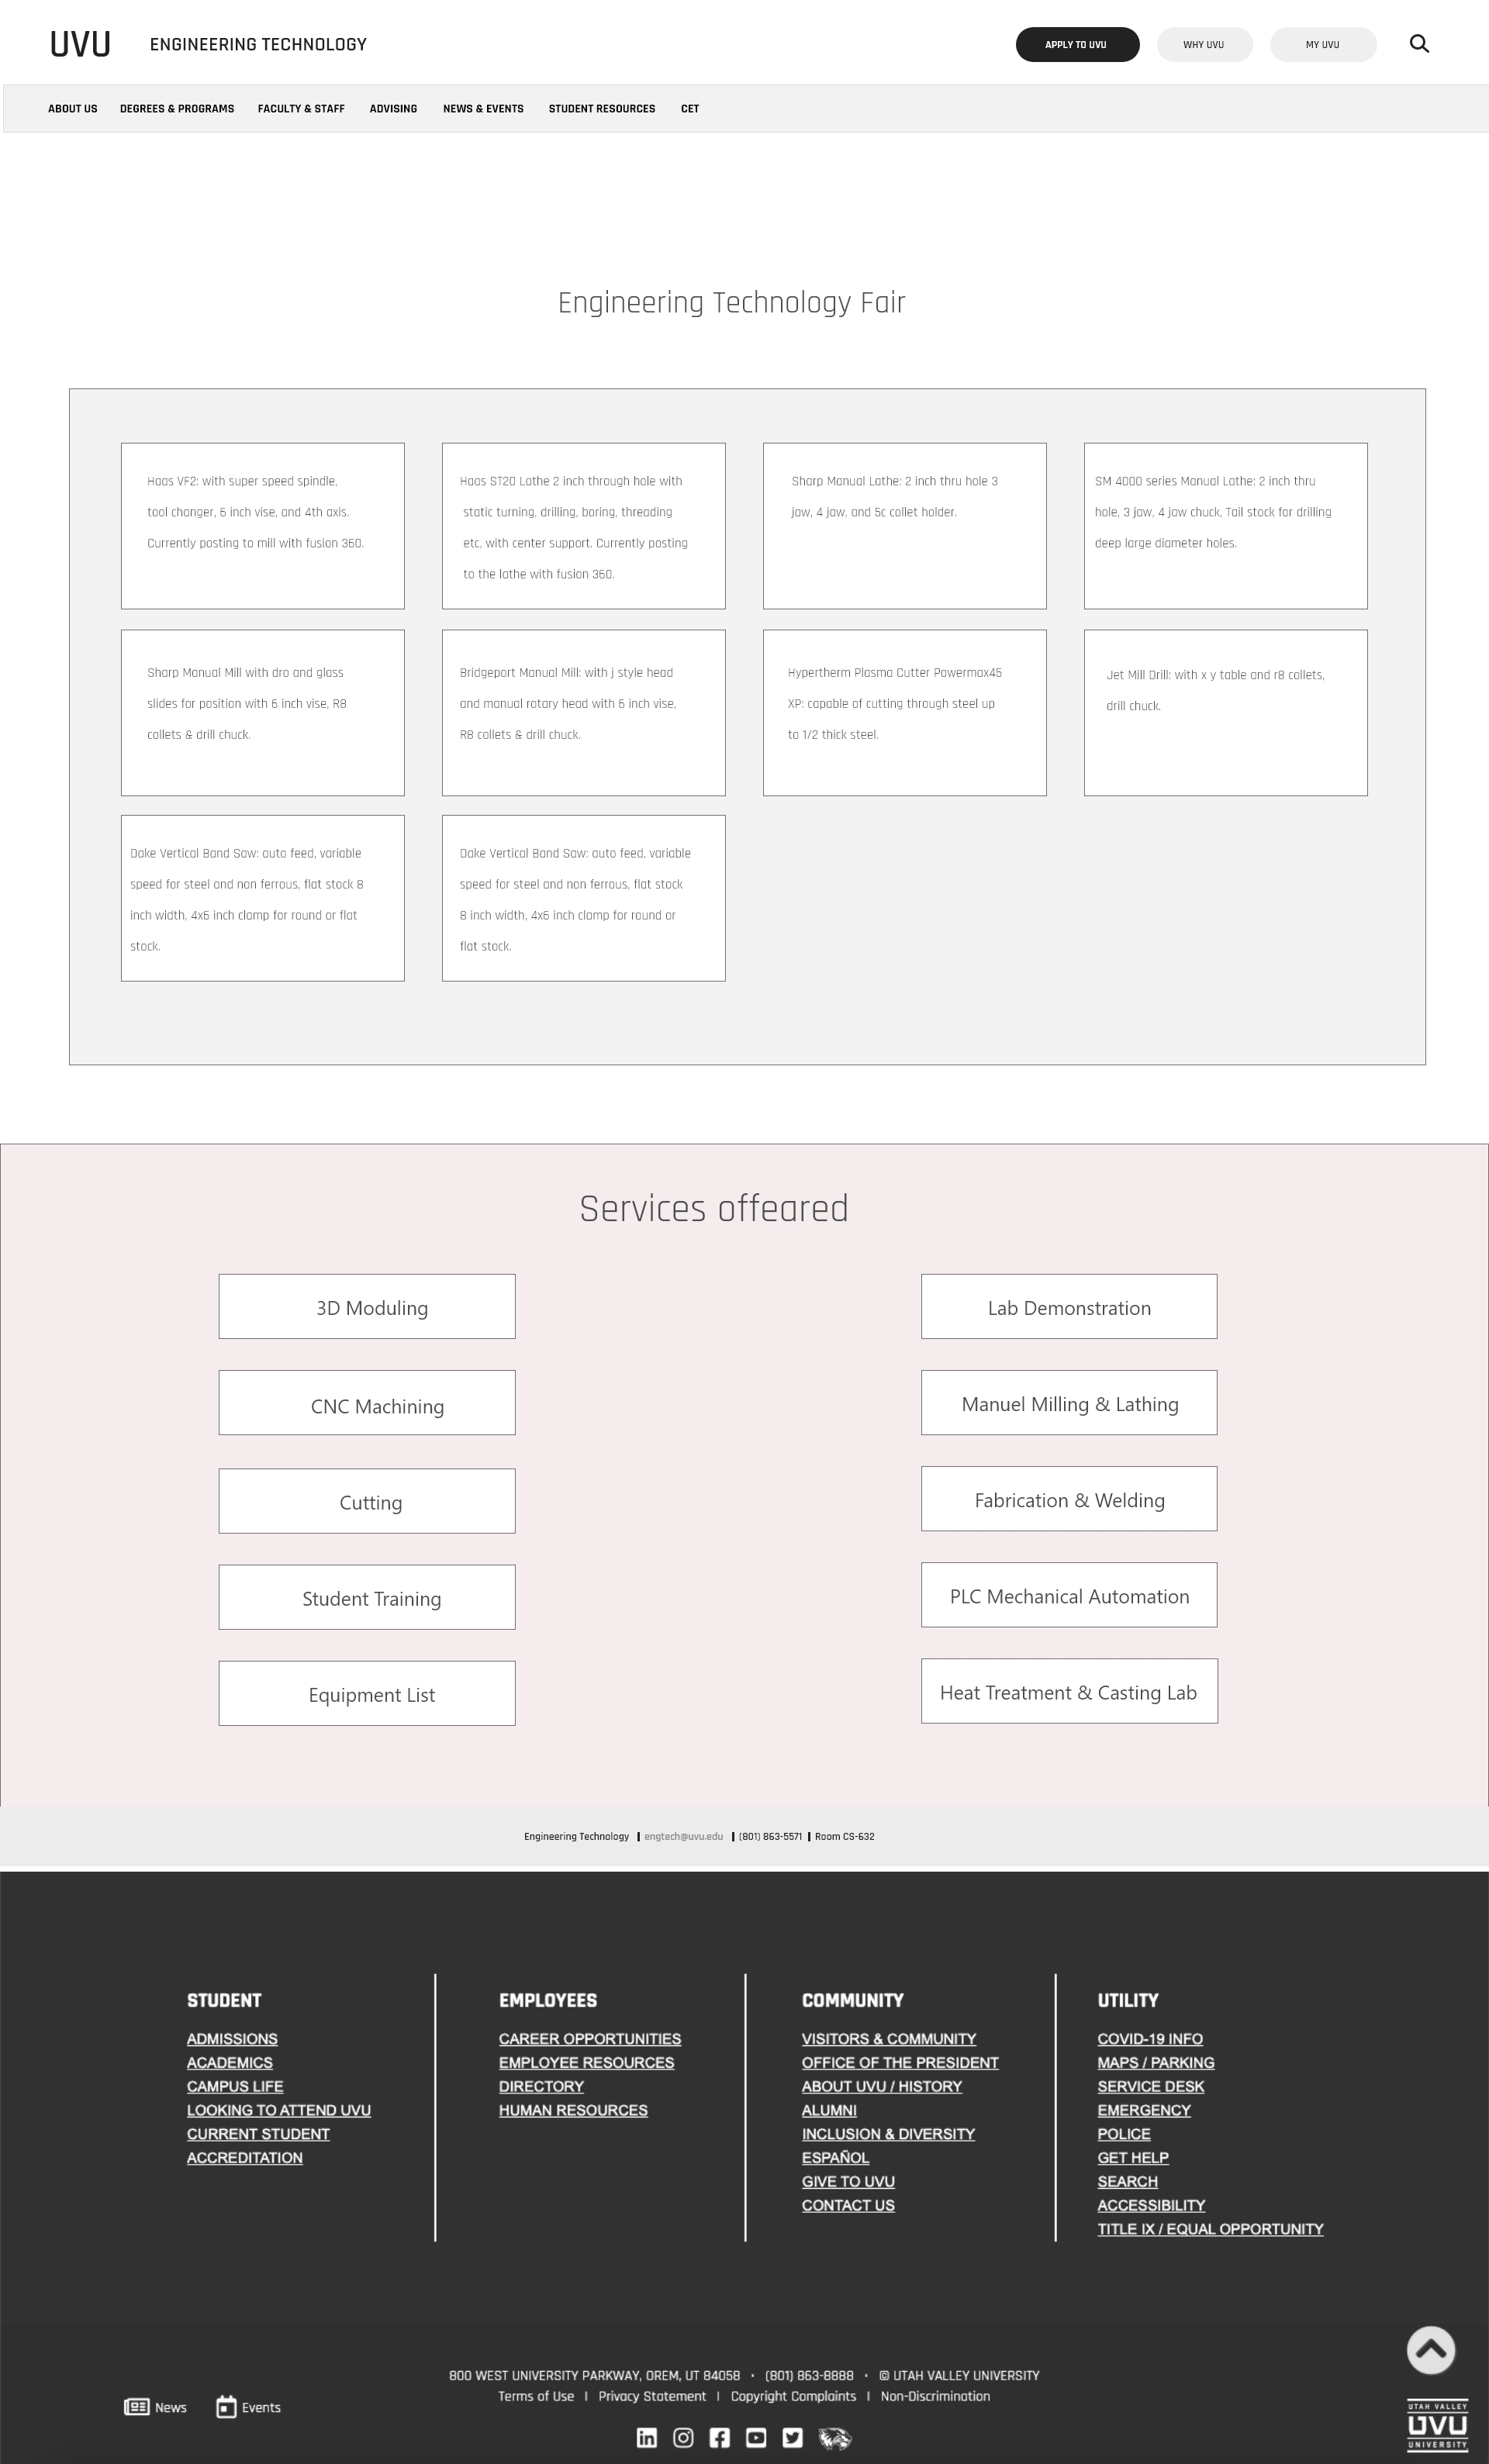 UVU
ENGINEERING TECHNOLOGY
APPLY TO UVU
WHY UVU
MY UVU
ABOUT US
DEGREES & PROGRAMS
FACULTY & STAFF
ADVISING
NEWS & EVENTS
STUDENT RESOURCES
CET
Engineering Technology Fair
Haas VF2: with super speed spindle,
tool changer, 6 inch vise, and 4th axis.
Currently posting to mill with fusion 360.
Haas ST20 Lathe 2 inch through hole with
static turning, drilling, boring, threading
etc, with center support. Currently posting
to the lathe with fusion 360.
Sharp Manual Lathe: 2 inch thru hole 3
jaw, 4 jaw, and 5c collet holder.
SM 4000 series Manual Lathe: 2 inch thru
hole, 3 jaw, 4 jaw chuck, Tail stock for drilling
deep large diameter holes.
Sharp Manual Mill with dro and glass
slides for position with 6 inch vise, R8
collets & drill chuck.
Bridgeport Manual Mill: with j style head
and manual rotary head with 6 inch vise,
R8 collets & drill chuck.
Hypertherm Plasma Cutter Powermax45
XP: capable of cutting through steel up
to 1/2 thick steel.
Jet Mill Drill: with x y table and r8 collets,
drill chuck.
Dake Vertical Band Saw: auto feed, variable
speed for steel and non ferrous, flat stock 8
inch width, 4x6 inch clamp for round or flat
stock.
Dake Vertical Band Saw: auto feed, variable
speed for steel and non ferrous, flat stock
8 inch width, 4x6 inch clamp for round or
flat stock.
Services offeared
3D Moduling
Lab Demonstration
CNC Machining
Manuel Milling & Lathing
Cutting
Fabrication & Welding
Student Training
PLC Mechanical Automation
Equipment List
Heat Treatment & Casting Lab
Engineering Technology | engtech@uvu.edu | (801) 863-5571 | Room CS-632
STUDENT
ADMISSIONS
ACADEMICS
CAMPUS LIFE
LOOKING TO ATTEND UVU
CURRENT STUDENT
ACCREDITATION
EMPLOYEES
CAREER OPPORTUNITIES
EMPLOYEE RESOURCES
DIRECTORY
HUMAN RESOURCES
COMMUNITY
VISITORS & COMMUNITY
OFFICE OF THE PRESIDENT
ABOUT UVU / HISTORY
ALUMNI
INCLUSION & DIVERSITY
ESPAÑOL
GIVE TO UVU
CONTACT US
UTILITY
COVID-19 INFO
MAPS / PARKING
SERVICE DESK
EMERGENCY
POLICE
GET HELP
SEARCH
ACCESSIBILITY
TITLE IX / EQUAL OPPORTUNITY
800 WEST UNIVERSITY PARKWAY, OREM, UT 84058 · (801) 863-8888 · © UTAH VALLEY UNIVERSITY
Terms of Use | Privacy Statement | Copyright Complaints | Non-Discrimination
News
Events
UTAH VALLEY
UVU
UNIVERSITY